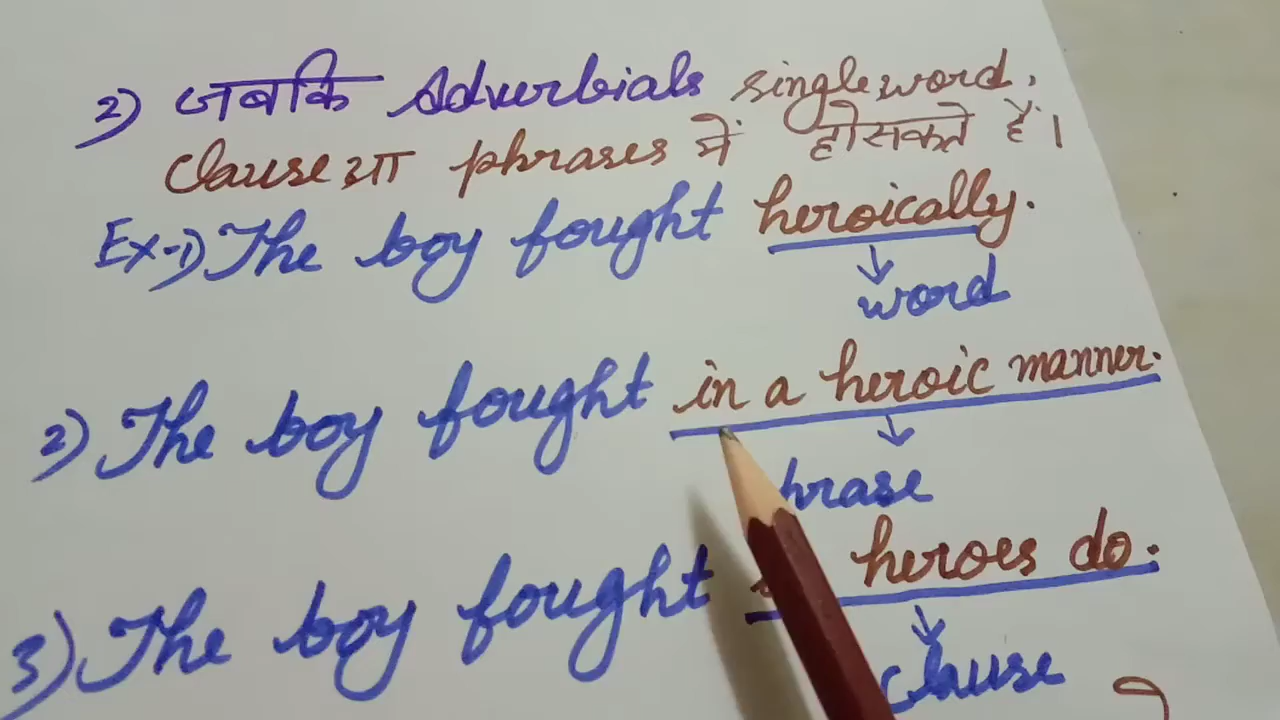 2) जबकि Adverbials single word,
clause या phrases में हो सकते हैं।
Ex-1) The boy fought heroically.
word
2) The boy fought in a heroic manner.
hrase
3) The boy fought heroes do.
clause